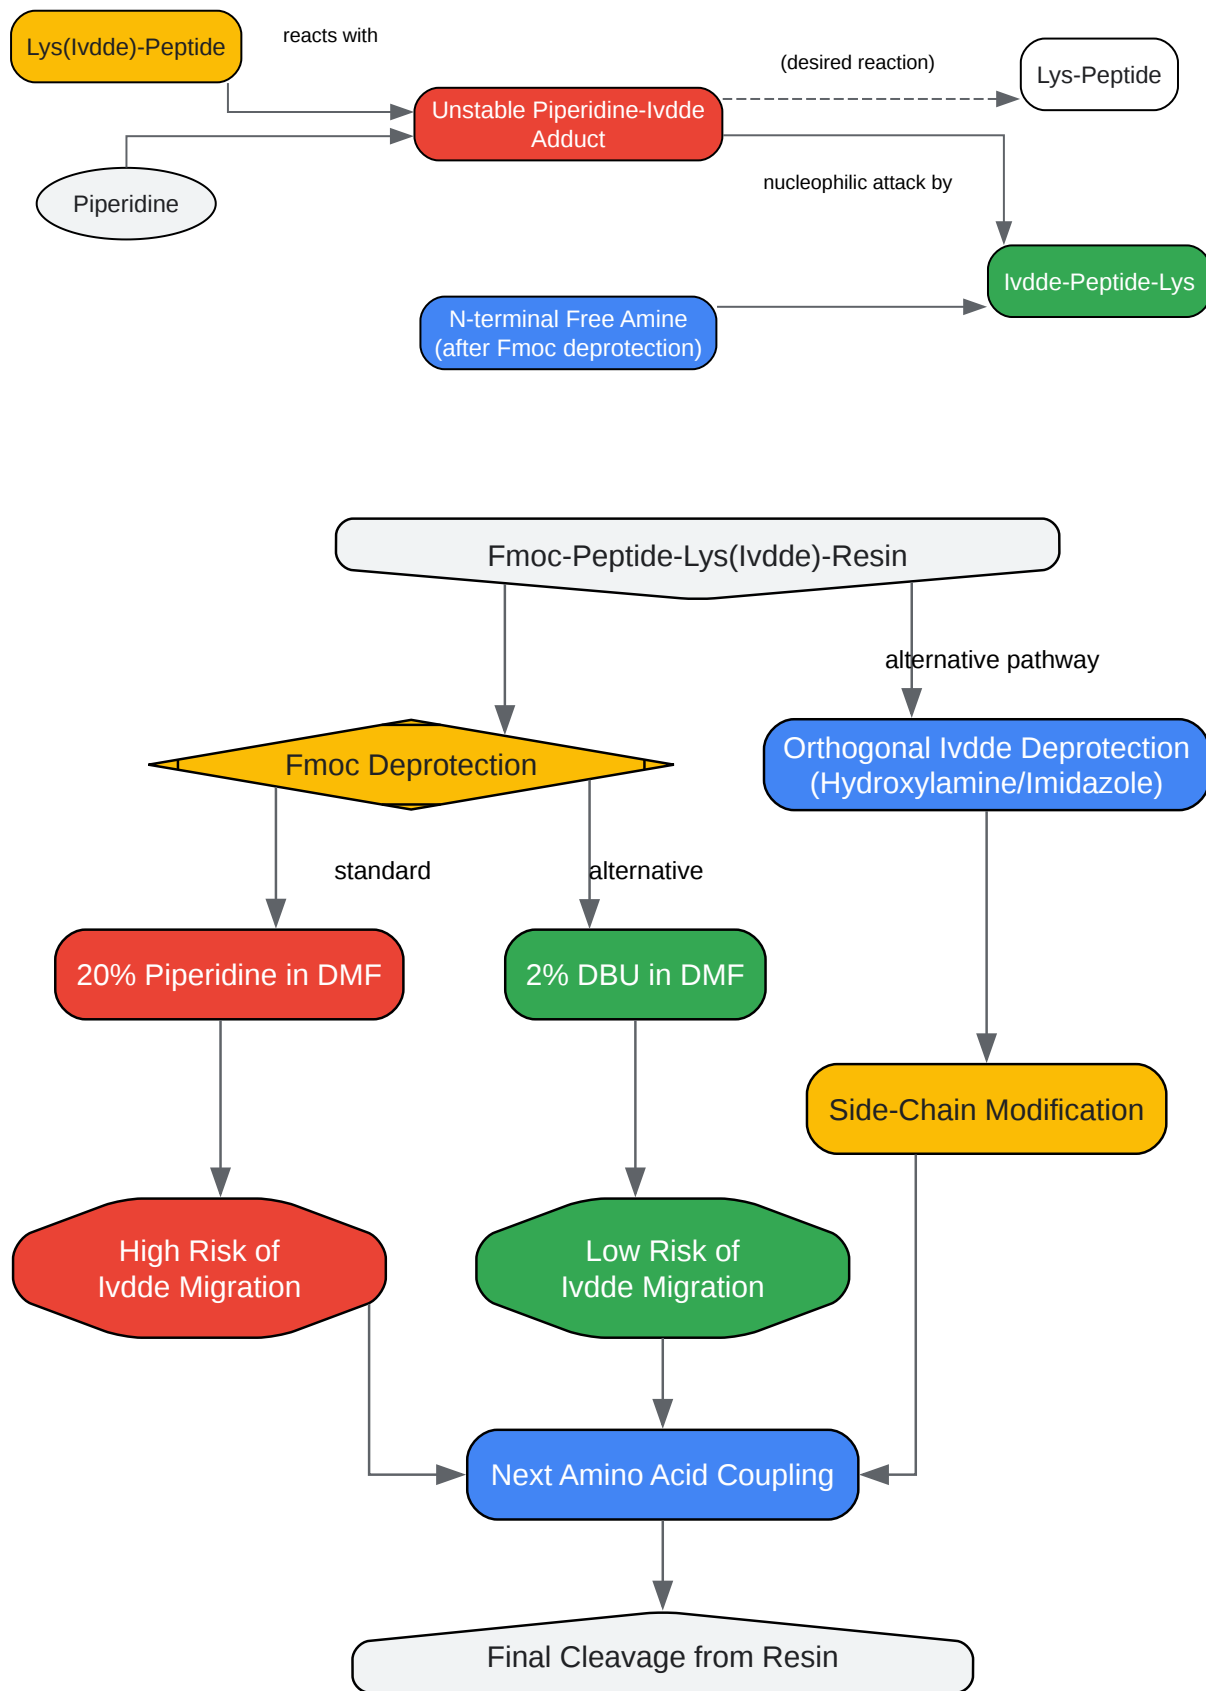 Lys(Ivdde)-Peptide
reacts with
(desired reaction)
Lys-Peptide
Unstable Piperidine-Ivdde
Adduct
Piperidine
nucleophilic attack by
Ivdde-Peptide-Lys
N-terminal Free Amine
(after Fmoc deprotection)
Fmoc-Peptide-Lys(Ivdde)-Resin
alternative pathway
Fmoc Deprotection
Orthogonal Ivdde Deprotection
(Hydroxylamine/Imidazole)
standard
alternative
20% Piperidine in DMF
2% DBU in DMF
Side-Chain Modification
High Risk of
Ivdde Migration
Low Risk of
Ivdde Migration
Next Amino Acid Coupling
Final Cleavage from Resin